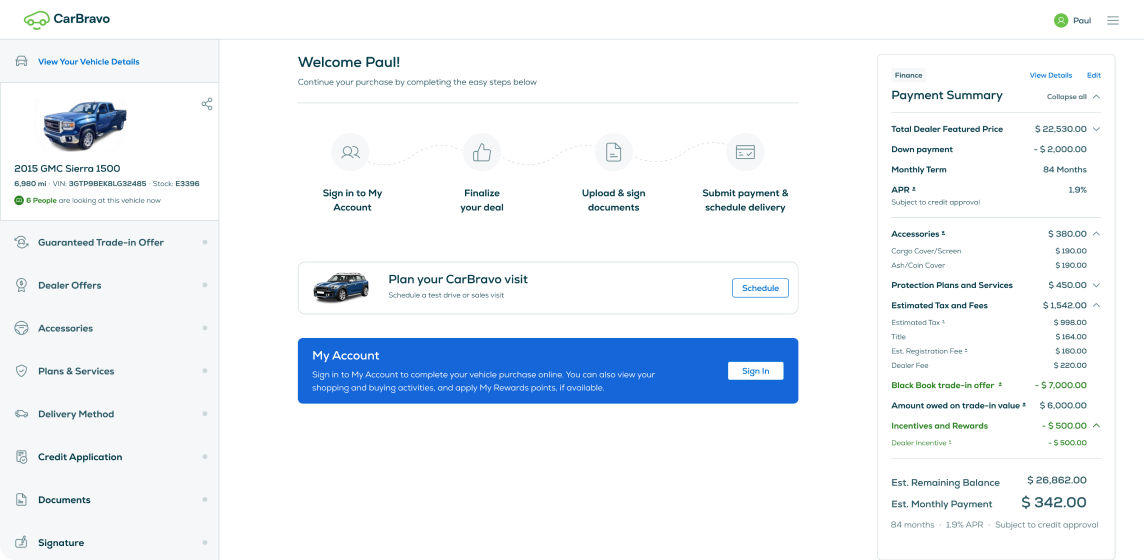 CarBravo
Paul
View Your Vehicle Details
2015 GMC Sierra 1500
6,980 mi · VIN: 3GTP9BEK8LG32485 · Stock: E3396
6 People are looking at this vehicle now
Guaranteed Trade-in Offer
Dealer Offers
Accessories
Plans & Services
Delivery Method
Credit Application
Documents
Signature
Welcome Paul!
Continue your purchase by completing the easy steps below
Sign in to My
Account
Finalize
your deal
Upload & sign
documents
Submit payment &
schedule delivery
Plan your CarBravo visit
Schedule a test drive or sales visit
Schedule
My Account
Sign in to My Account to complete your vehicle purchase online. You can also view your
shopping and buying activities, and apply My Rewards points, if available.
Sign In
Finance View Details Edit
Payment Summary Collapse all
Total Dealer Featured Price $ 22,530.00
Down payment - $ 2,000.00
Monthly Term 84 Months
APR 1.9%
Subject to credit approval
Accessories $ 380.00
Cargo Cover/Screen $ 190.00
Ash/Coin Cover $ 190.00
Protection Plans and Services $ 450.00
Estimated Tax and Fees $ 1,542.00
Estimated Tax $ 998.00
Title $ 164.00
Est. Registration Fee $ 160.00
Dealer Fee $ 220.00
Black Book trade-in offer - $ 7,000.00
Amount owed on trade-in value $ 6,000.00
Incentives and Rewards - $ 500.00
Dealer Incentive - $ 500.00
Est. Remaining Balance $ 26,862.00
Est. Monthly Payment $ 342.00
84 months · 1.9% APR · Subject to credit approval